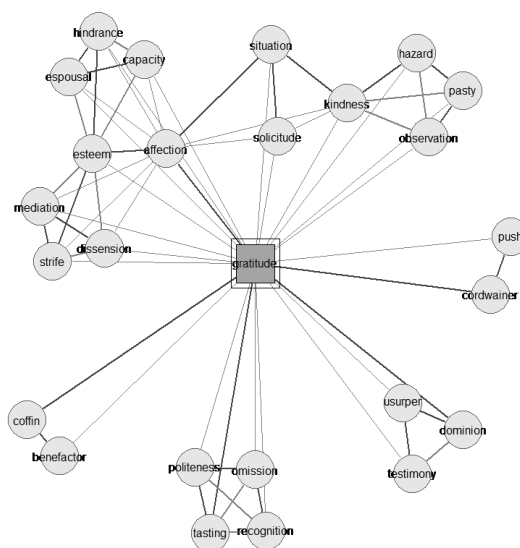 hindrance
situation
hazard
capacity
espousal
pasty
kindness
solicitude
observation
esteem
affection
mediation
dissension
strife
push
gratitude
cordwainer
usurper
coffin
dominion
benefactor
politeness
omission
testimony
tasting
recognition